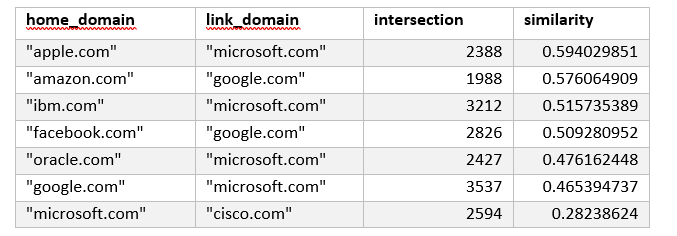 home_domain link_domain intersection similarity
"apple.com" "microsoft.com" 2388 0.594029851
"amazon.com" "google.com" 1988 0.576064909
"ibm.com" "microsoft.com" 3212 0.515735389
"facebook.com" "google.com" 2826 0.509280952
"oracle.com" "microsoft.com" 2427 0.476162448
"google.com" "microsoft.com" 3537 0.465394737
"microsoft.com" "cisco.com" 2594 0.28238624